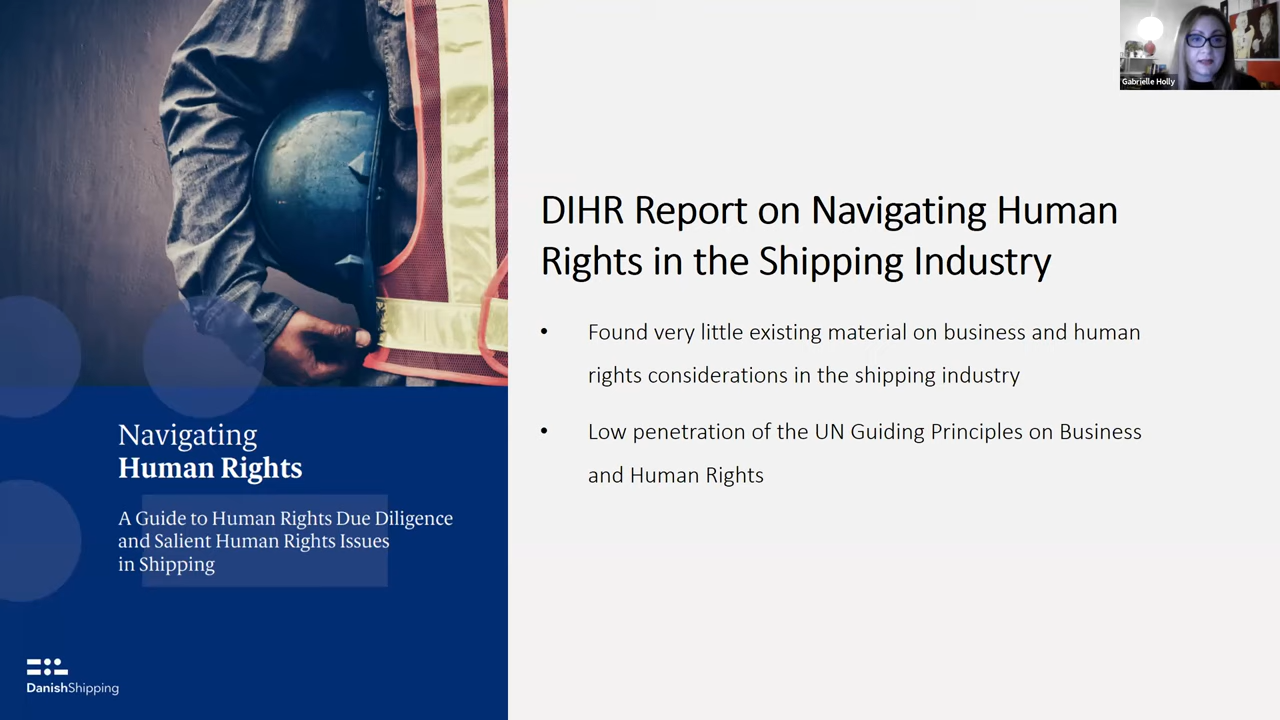 Gabrielle Holly
DIHR Report on Navigating Human
Rights in the Shipping Industry
• Found very little existing material on business and human
rights considerations in the shipping industry
• Low penetration of the UN Guiding Principles on Business
and Human Rights
Navigating
Human Rights
A Guide to Human Rights Due Diligence
and Salient Human Rights Issues
in Shipping
DanishShipping